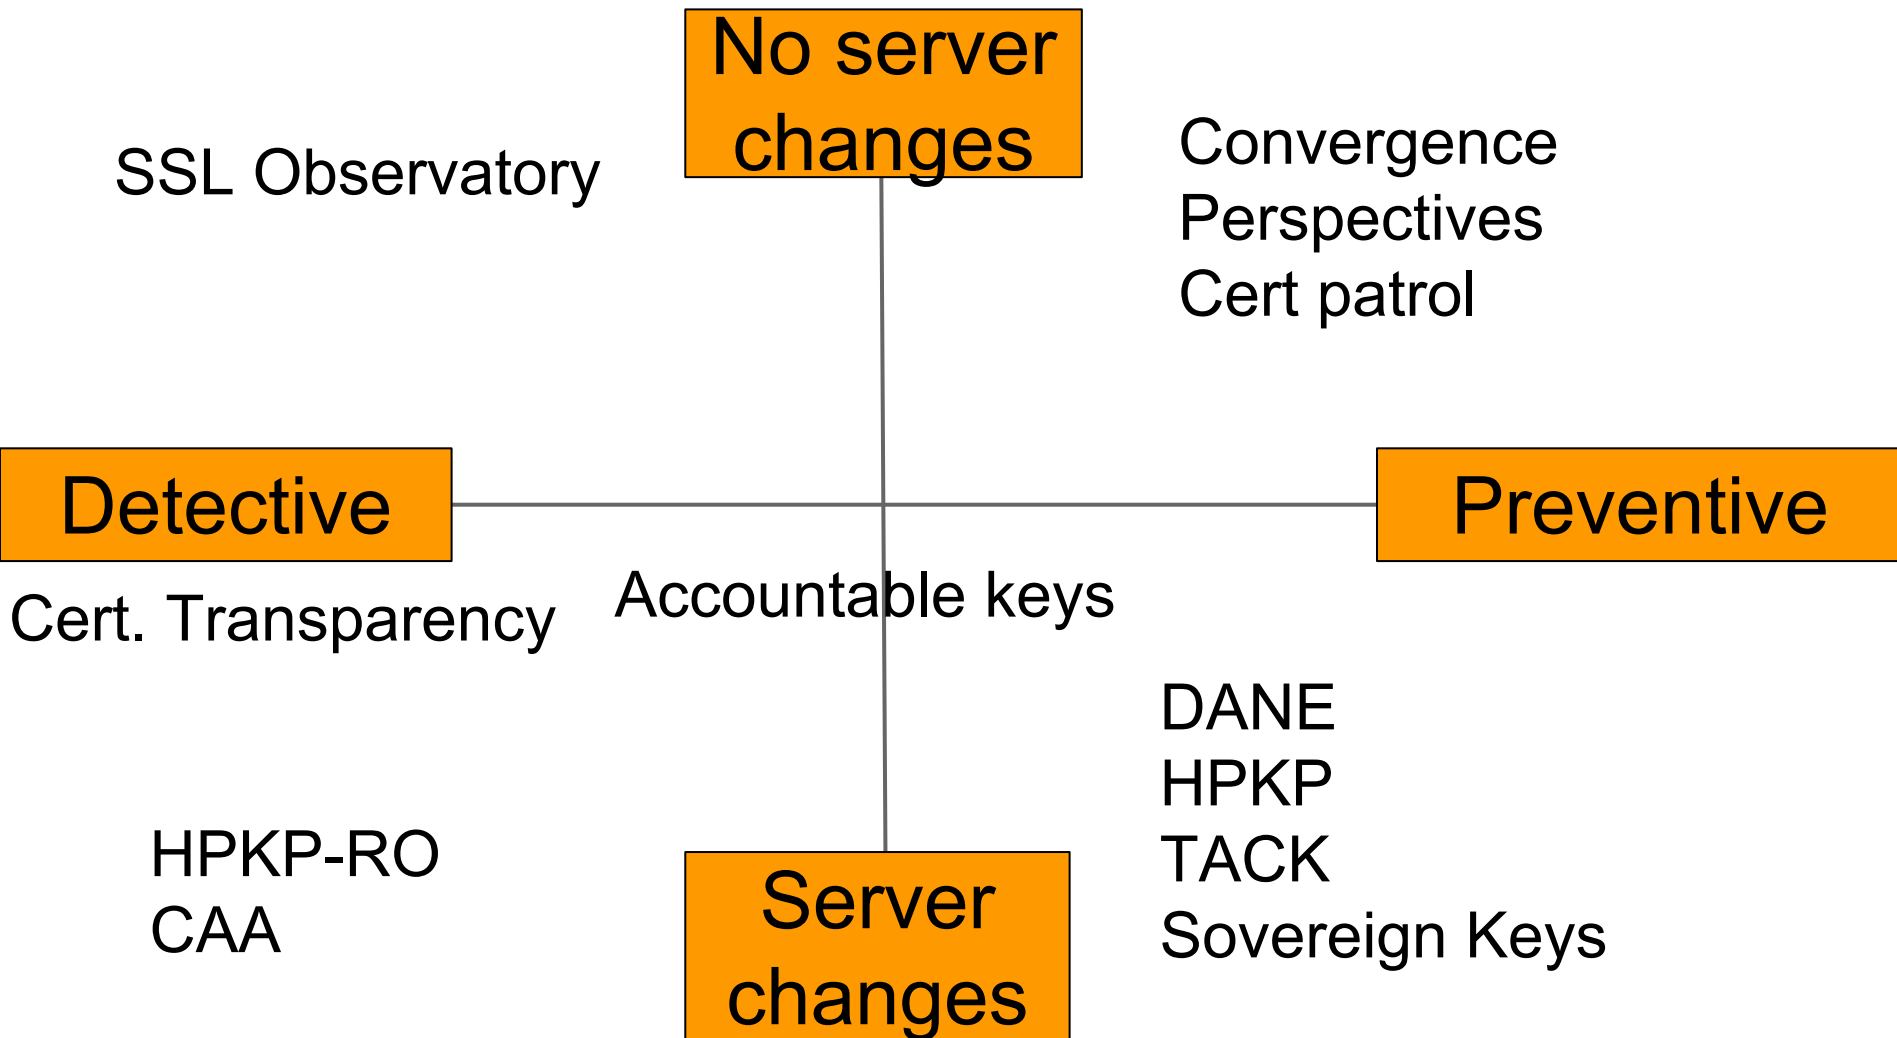 No server
changes
SSL Observatory
Convergence
Perspectives
Cert patrol
Detective
Preventive
Cert. Transparency
Accountable keys
HPKP-RO
CAA
Server
changes
DANE
HPKP
TACK
Sovereign Keys